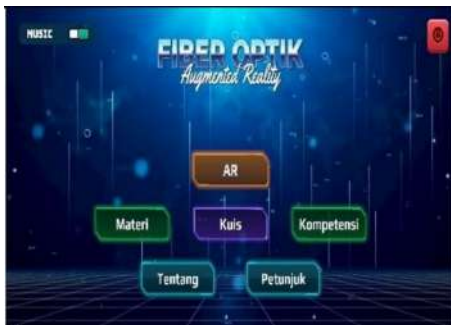 MUSIC
FIBER OPTIK
Augmented Reality
AR
Materi Kuis Kompetensi
Tentang Petunjuk